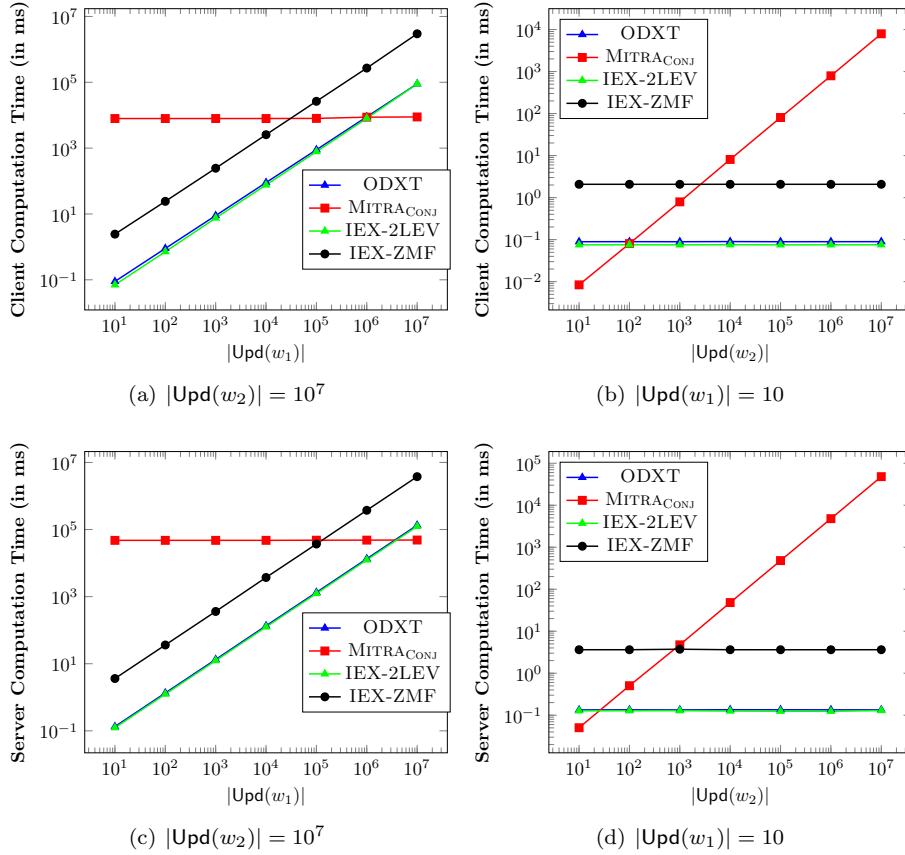 Client Computation Time (in ms)
10^7
10^5
10^3
10^1
10^−1
ODXT
MITRA_CONJ
IEX-2LEV
IEX-ZMF
10^1 10^2 10^3 10^4 10^5 10^6 10^7
|Upd(w_1)|
(a) |Upd(w_2)| = 10^7
Client Computation Time (in ms)
10^4
10^3
10^2
10^1
10^0
10^−1
10^−2
ODXT
MITRA_CONJ
IEX-2LEV
IEX-ZMF
10^1 10^2 10^3 10^4 10^5 10^6 10^7
|Upd(w_2)|
(b) |Upd(w_1)| = 10
Server Computation Time (in ms)
10^7
10^5
10^3
10^1
10^−1
ODXT
MITRA_CONJ
IEX-2LEV
IEX-ZMF
10^1 10^2 10^3 10^4 10^5 10^6 10^7
|Upd(w_1)|
(c) |Upd(w_2)| = 10^7
Server Computation Time (in ms)
10^5
10^4
10^3
10^2
10^1
10^0
10^−1
ODXT
MITRA_CONJ
IEX-2LEV
IEX-ZMF
10^1 10^2 10^3 10^4 10^5 10^6 10^7
|Upd(w_2)|
(d) |Upd(w_1)| = 10